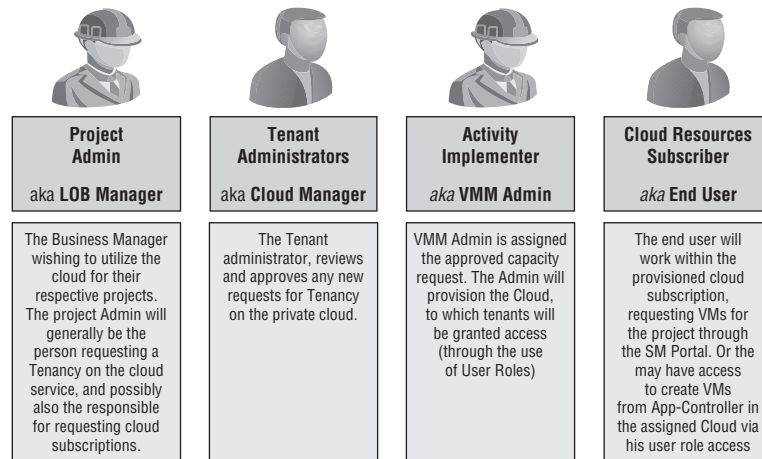 Project
Admin
aka LOB Manager
The Business Manager
wishing to utilize the
cloud for their
respective projects.
The project Admin will
generally be the
person requesting a
Tenancy on the cloud
service, and possibly
also the responsible
for requesting cloud
subscriptions.
Tenant
Administrators
aka Cloud Manager
The Tenant
administrator, reviews
and approves any new
requests for Tenancy
on the private cloud.
Activity
Implementer
aka VMM Admin
VMM Admin is assigned
the approved capacity
request. The Admin will
provision the Cloud,
to which tenants will
be granted access
(through the use
of User Roles)
Cloud Resources
Subscriber
aka End User
The end user will
work within the
provisioned cloud
subscription,
requesting VMs for
the project through
the SM Portal. Or the
may have access
to create VMs
from App-Controller in
the assigned Cloud via
his user role access